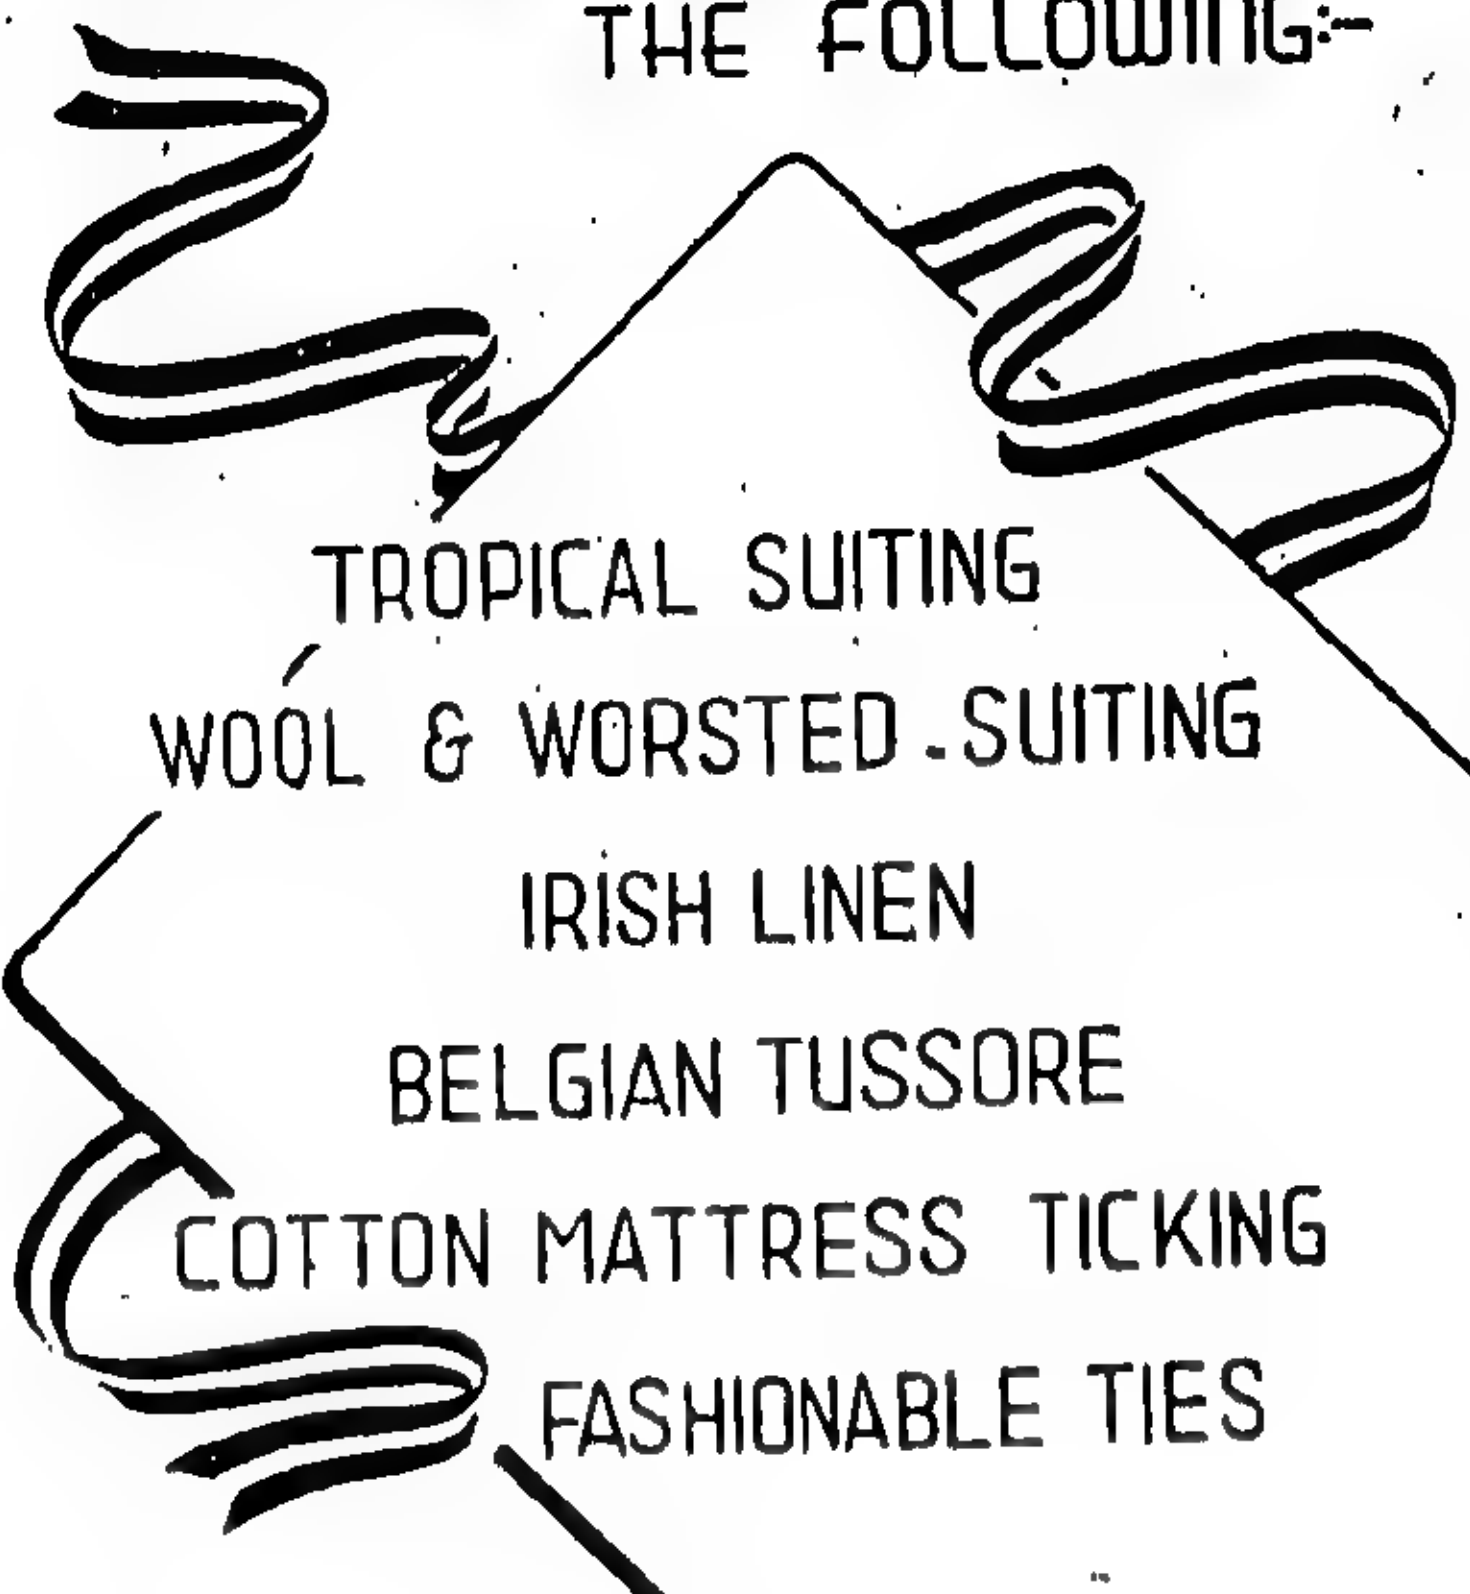 THE FOLLOWING:-
TROPICAL SUITING
WOOL & WORSTED SUITING
IRISH LINEN
BELGIAN TUSSORE
COTTON MATTRESS TICKING
FASHIONABLE TIES